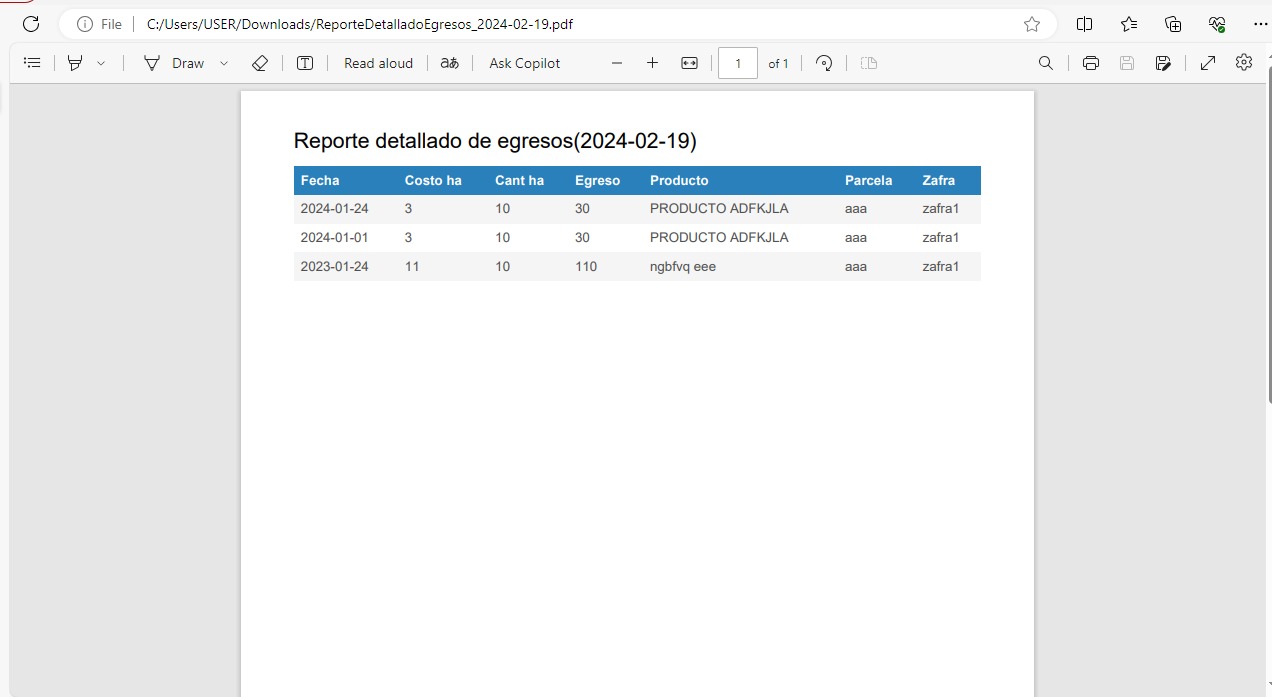 File C:/Users/USER/Downloads/ReporteDetalladoEgresos_2024-02-19.pdf
Draw Read aloud aあ Ask Copilot 1 of 1
Reporte detallado de egresos(2024-02-19)
Fecha Costo ha Cant ha Egreso Producto Parcela Zafra
2024-01-24 3 10 30 PRODUCTO ADFKJLA aaa zafra1
2024-01-01 3 10 30 PRODUCTO ADFKJLA aaa zafra1
2023-01-24 11 10 110 ngbfvq eee aaa zafra1